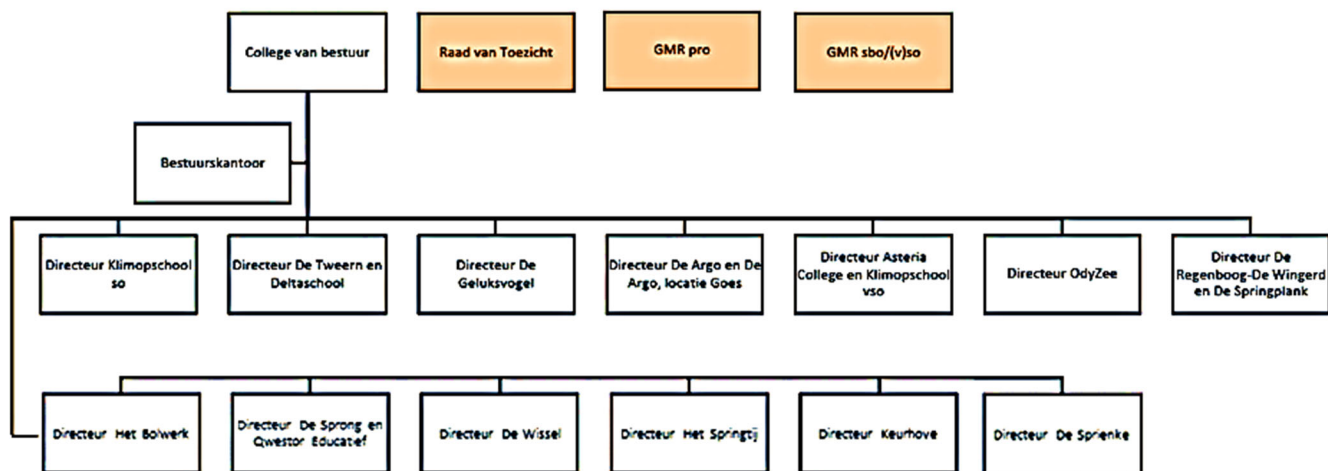 College van bestuur
Raad van Toezicht
GMR pro
GMR sbo/(v)so
Bestuurskantoor
Directeur Klimopschool
so
Directeur De Tweern en
Deltaschool
Directeur De
Geluksvogel
Directeur De Argo en De
Argo, locatie Goes
Directeur Asteria
College en Klimopschool
vso
Directeur OdyZee
Directeur De
Regenboog-De Wingerd
en De Springplank
Directeur Het Bolwerk
Directeur De Sprong en
Qwestor Educatief
Directeur De Wissel
Directeur Het Springtij
Directeur Keurhove
Directeur De Sprienke